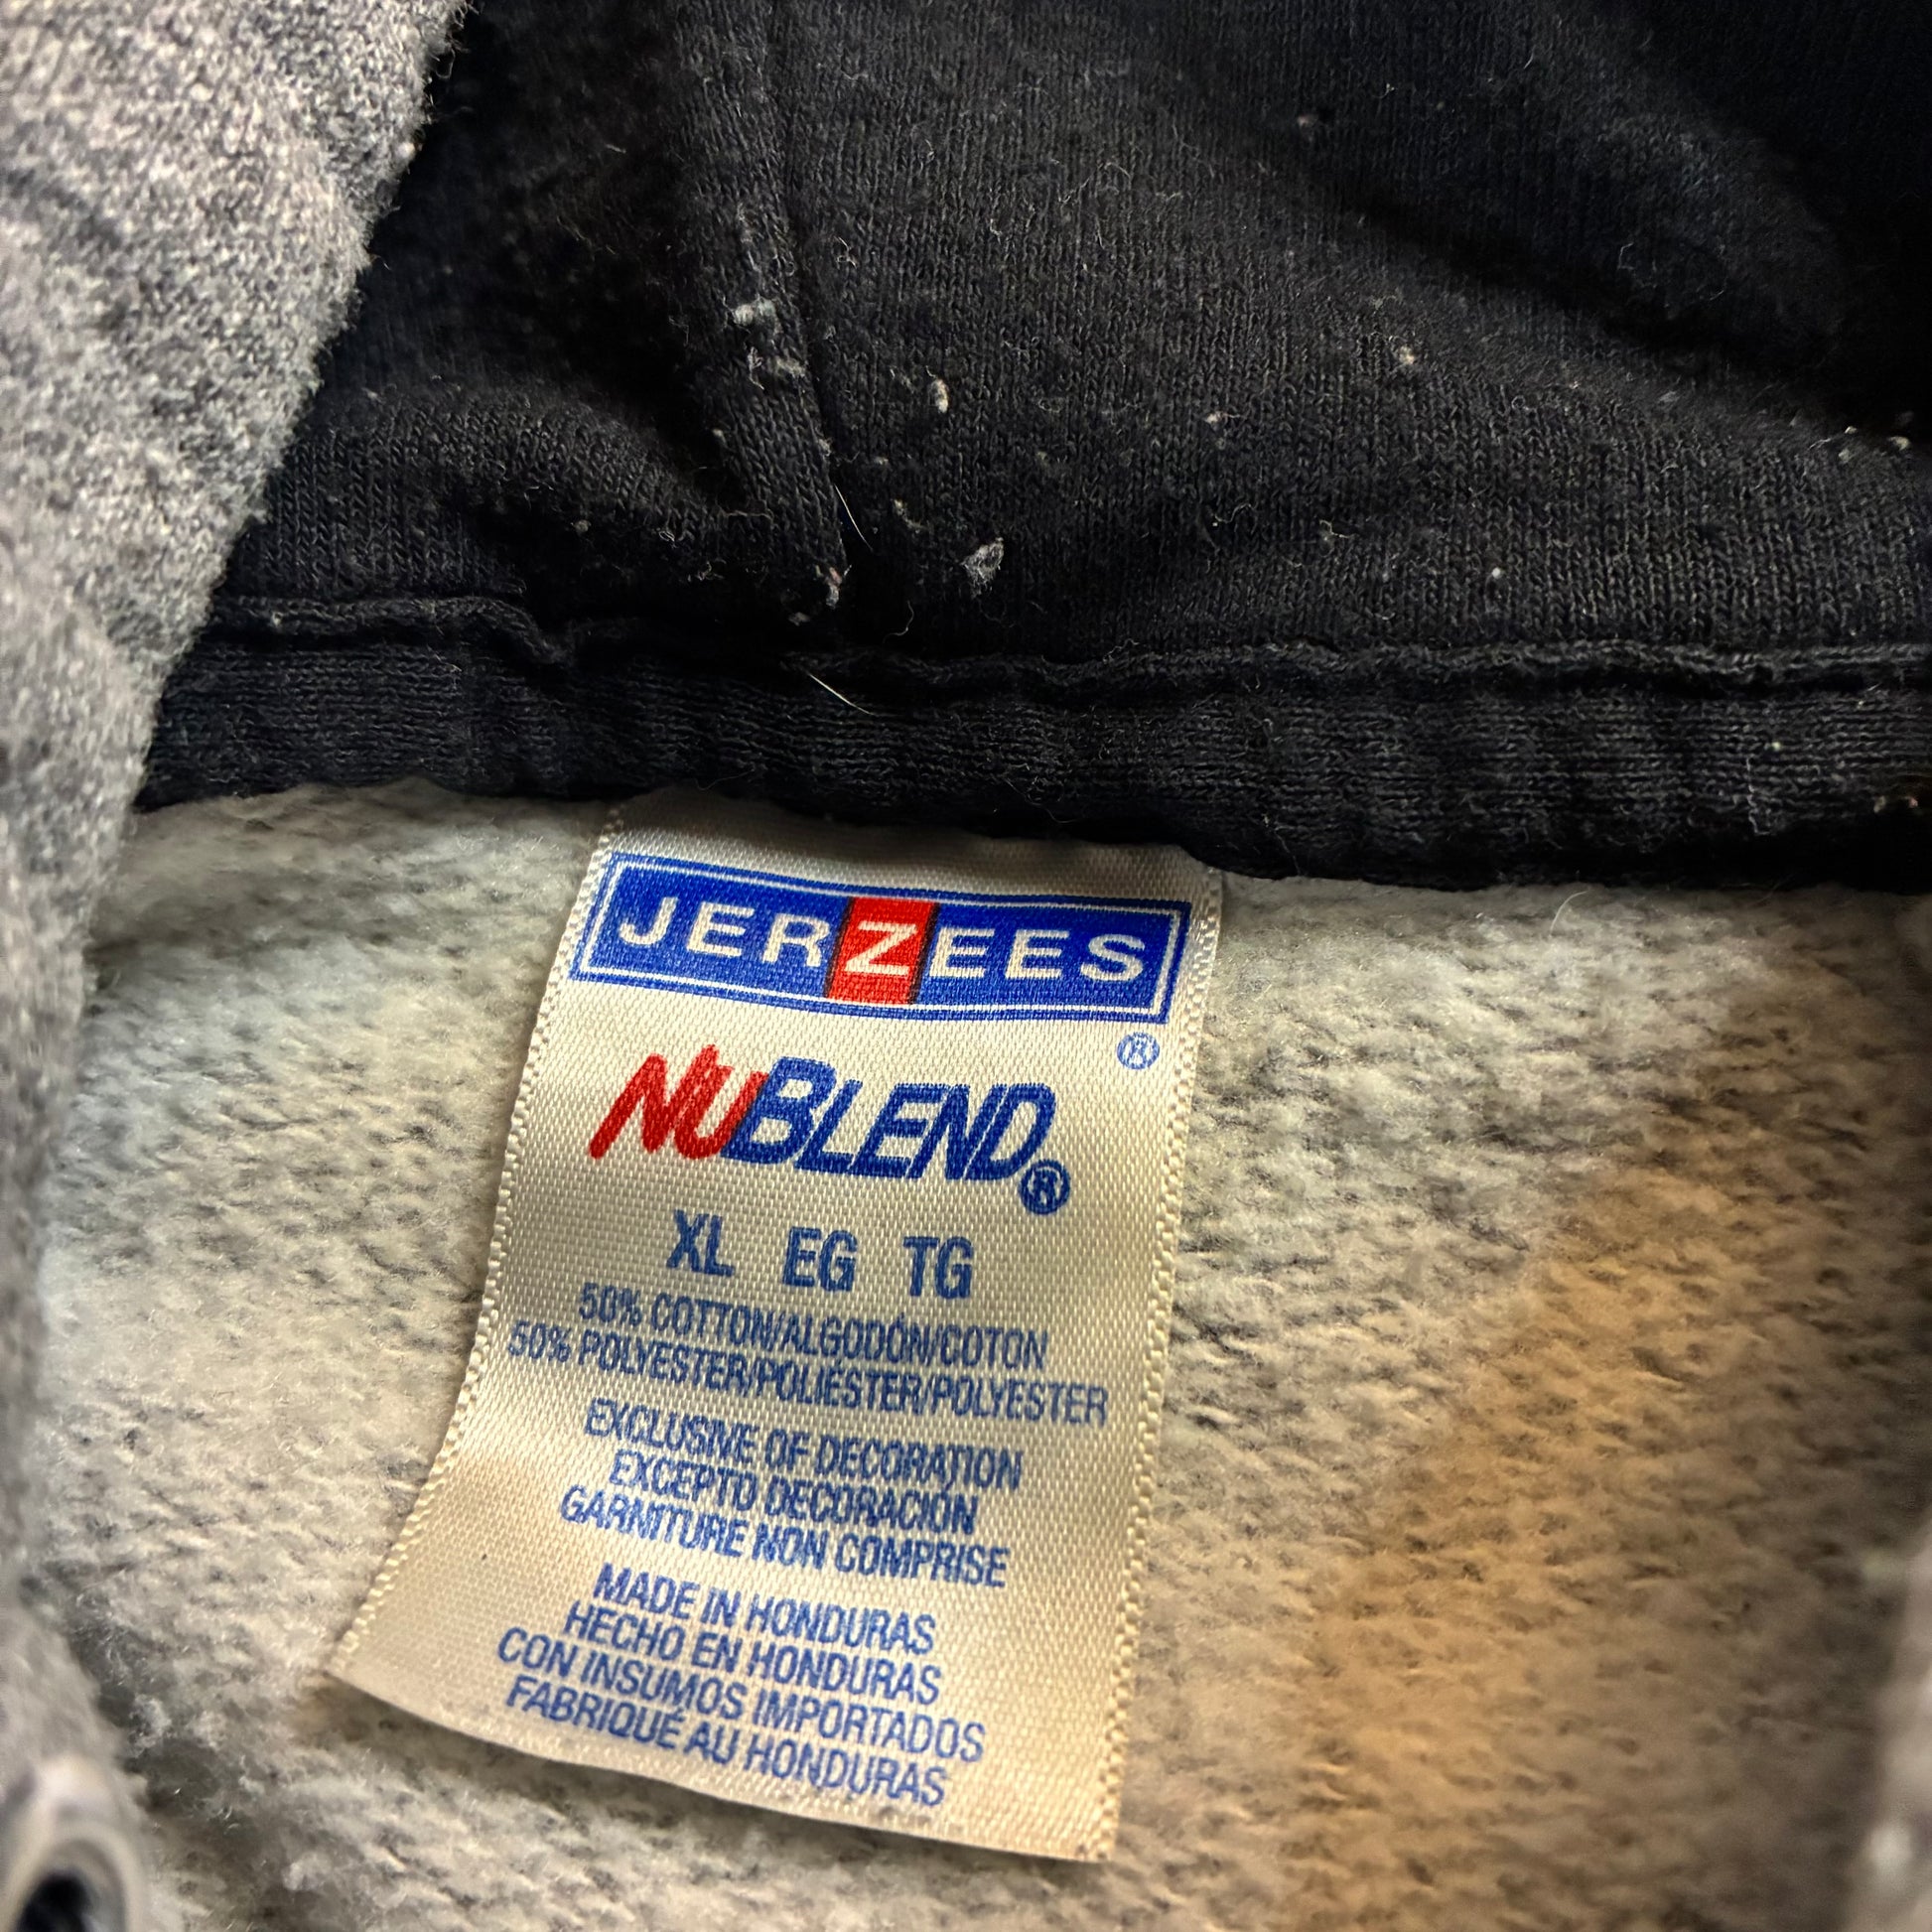 JERZEES
®
NUBLEND®
XL EG TG
50% COTTON/ALGODÓN/COTON
50% POLYESTER/POLIÉSTER/POLYESTER
EXCLUSIVE OF DECORATION
EXCEPTO DECORACIÓN
GARNITURE NON COMPRISE
MADE IN HONDURAS
HECHO EN HONDURAS
CON INSUMOS IMPORTADOS
FABRIQUÉ AU HONDURAS